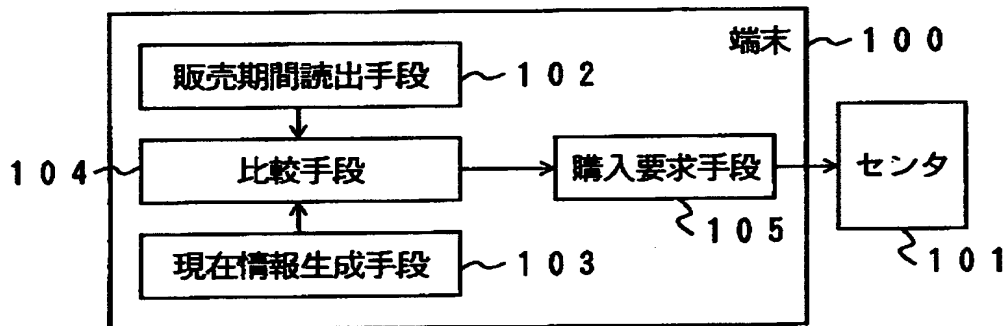 端末 100
販売期間読出手段 102
104 比較手段
購入要求手段
105
現在情報生成手段 103
センタ
101